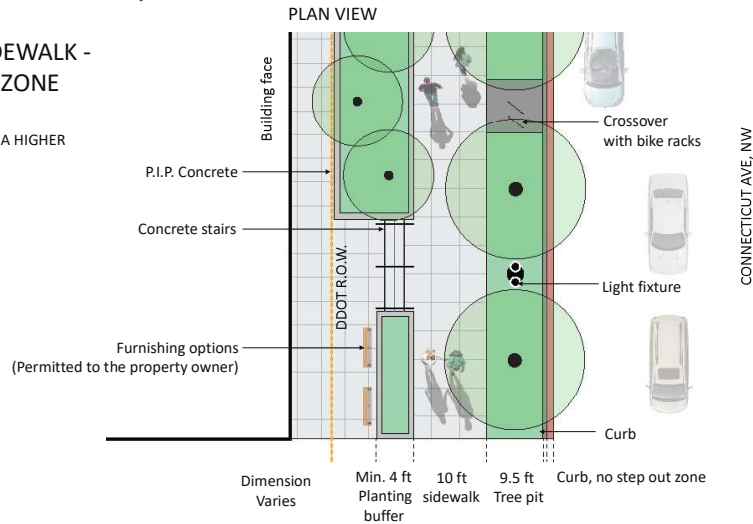 PLAN VIEW
DEWALK -
ZONE
A HIGHER
Building face
P.I.P. Concrete
Concrete stairs
DDOT R.O.W.
Furnishing options
(Permitted to the property owner)
Crossover
with bike racks
CONNECTICUT AVE, NW
Light fixture
Curb
Dimension
Varies
Min. 4 ft
Planting
buffer
10 ft
sidewalk
9.5 ft
Tree pit
Curb, no step out zone